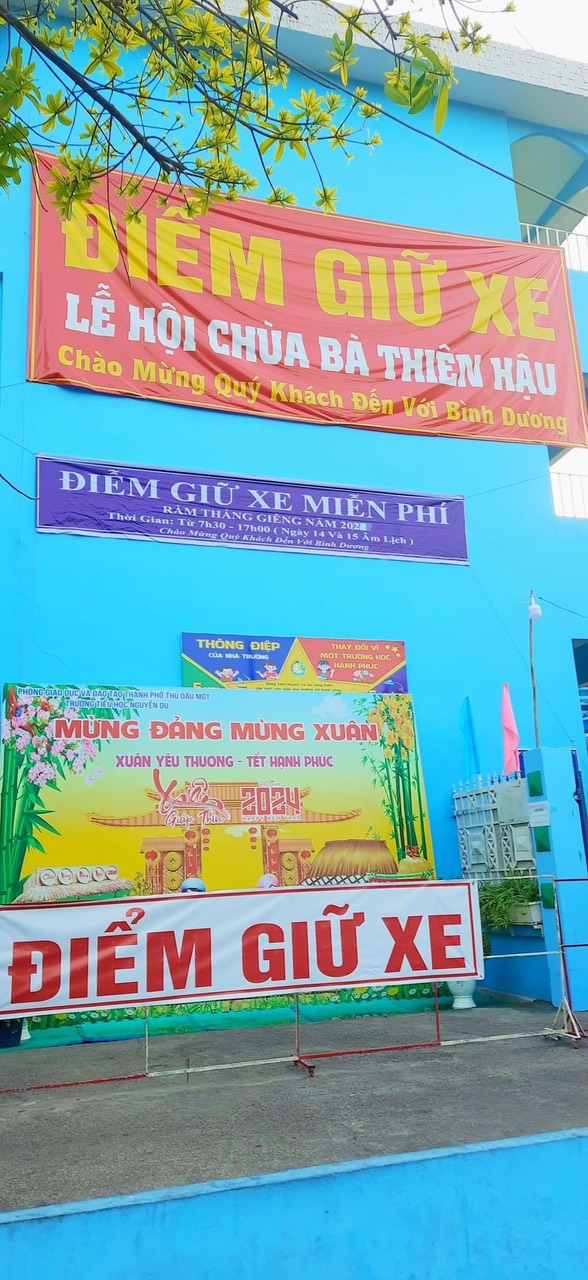 ĐIỂM GIỮ XE
LỄ HỘI CHÙA BÀ THIÊN HẬU
Chào Mừng Quý Khách Đến Với Bình Dương
ĐIỂM GIỮ XE MIỄN PHÍ
RẰM THÁNG GIÊNG NĂM
Thời Gian: Từ 7h30 - 17h00 ( Ngày 14 Và 15 Âm Lịch )
Chào Mừng Quý Khách Đến Với Bình Dương
THÔNG ĐIỆP
CỦA NHÀ TRƯỜNG
THAY ĐỔI VÌ
MỘT TRƯỜNG HỌC
HẠNH PHÚC
PHÒNG GIÁO DỤC VÀ ĐÀO TẠO THÀNH PHỐ THỦ DẦU MỘT
TRƯỜNG TIỂU HỌC NGUYỄN DU
MỪNG ĐẢNG MỪNG XUÂN
XUÂN YÊU THƯƠNG - TẾT HẠNH PHÚC
Xuân
Giáp Thìn
2024
HAPPY NEW YEAR
ĐIỂM GIỮ XE